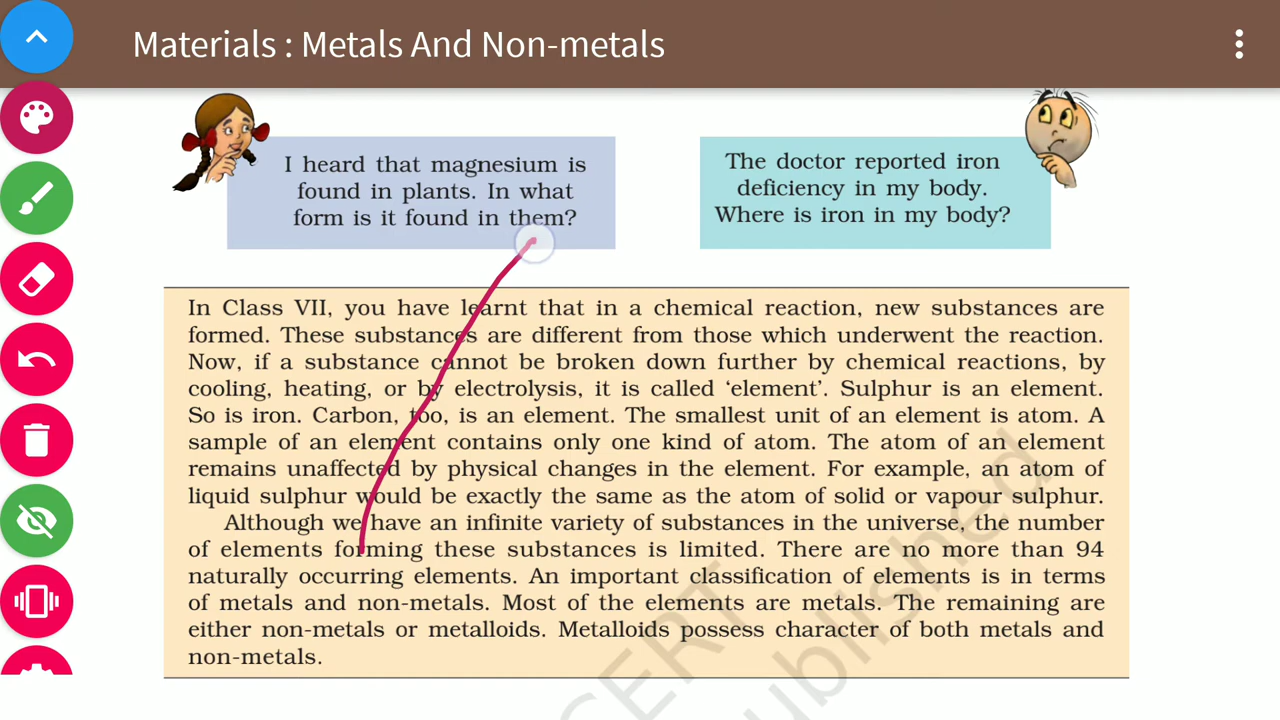 Materials : Metals And Non-metals
I heard that magnesium is
found in plants. In what
form is it found in them?
The doctor reported iron
deficiency in my body.
Where is iron in my body?
In Class VII, you have learnt that in a chemical reaction, new substances are
formed. These substances are different from those which underwent the reaction.
Now, if a substance cannot be broken down further by chemical reactions, by
cooling, heating, or by electrolysis, it is called ‘element’. Sulphur is an element.
So is iron. Carbon, too, is an element. The smallest unit of an element is atom. A
sample of an element contains only one kind of atom. The atom of an element
remains unaffected by physical changes in the element. For example, an atom of
liquid sulphur would be exactly the same as the atom of solid or vapour sulphur.
Although we have an infinite variety of substances in the universe, the number
of elements forming these substances is limited. There are no more than 94
naturally occurring elements. An important classification of elements is in terms
of metals and non-metals. Most of the elements are metals. The remaining are
either non-metals or metalloids. Metalloids possess character of both metals and
non-metals.